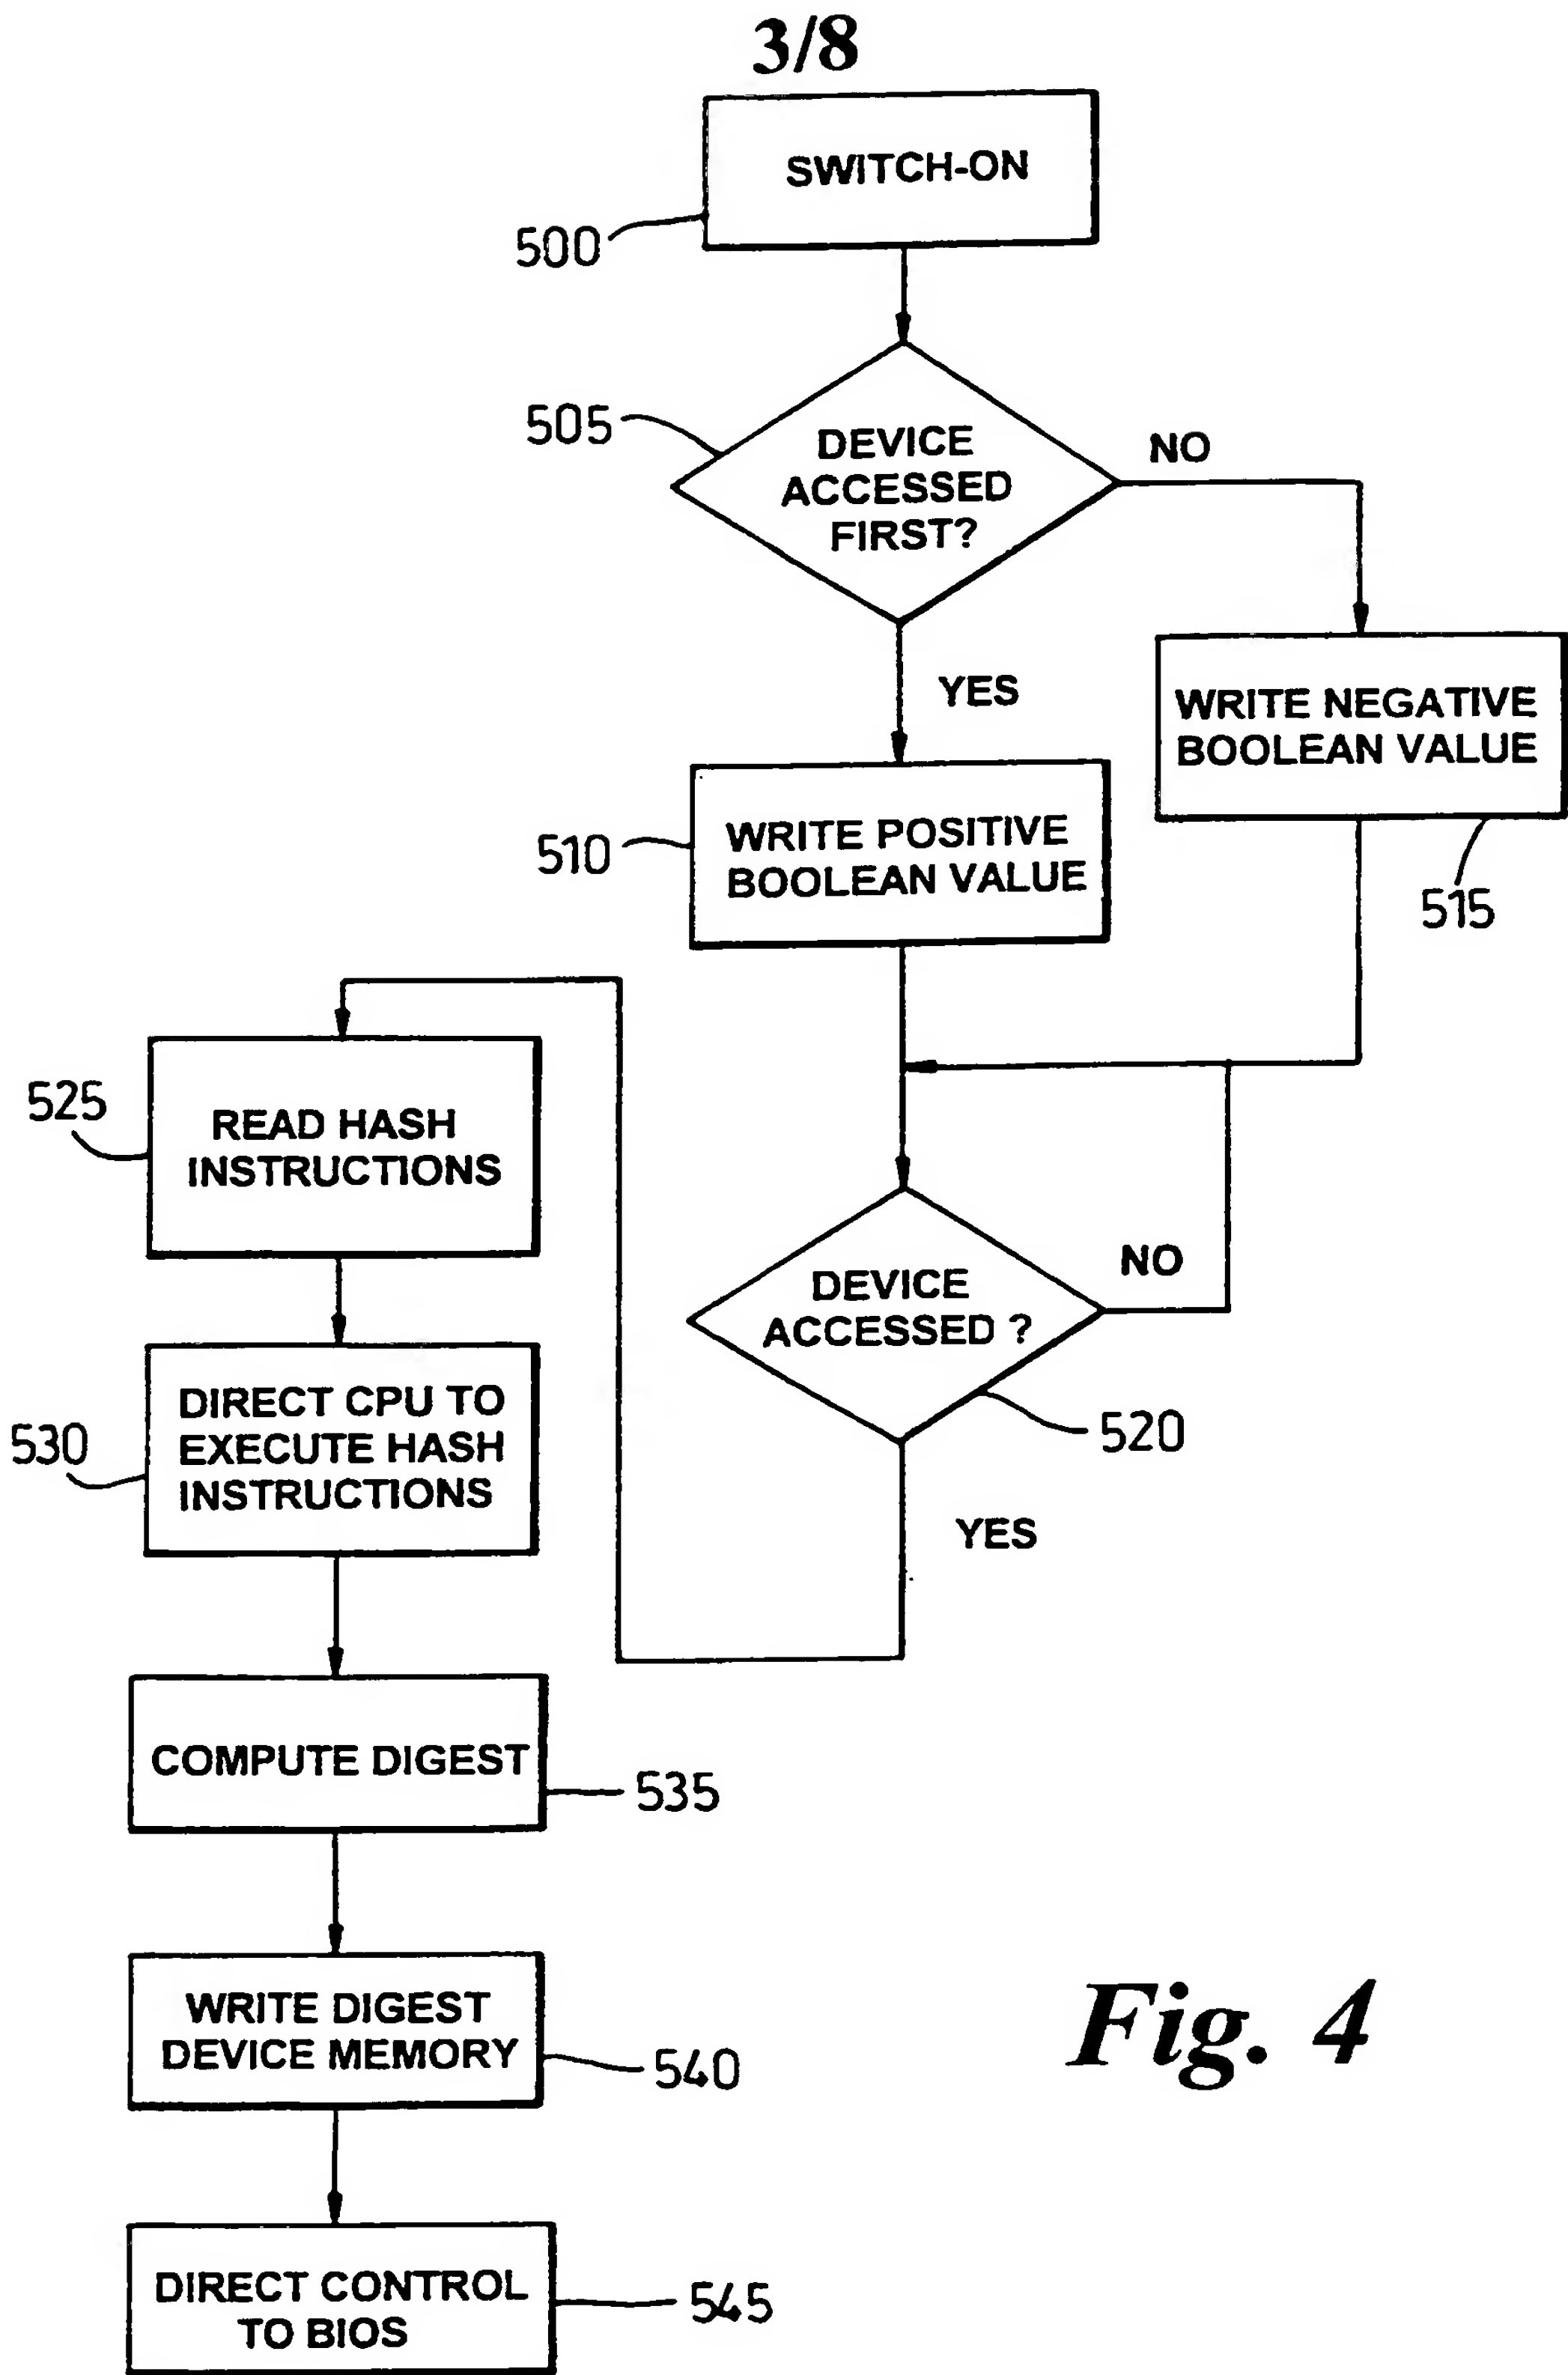 3/8
SWITCH-ON
500
505
DEVICE
ACCESSED
FIRST?
NO
YES
WRITE NEGATIVE
BOOLEAN VALUE
515
510
WRITE POSITIVE
BOOLEAN VALUE
525
READ HASH
INSTRUCTIONS
DEVICE
ACCESSED ?
NO
520
YES
530
DIRECT CPU TO
EXECUTE HASH
INSTRUCTIONS
COMPUTE DIGEST
535
WRITE DIGEST
DEVICE MEMORY
540
DIRECT CONTROL
TO BIOS
545
Fig. 4